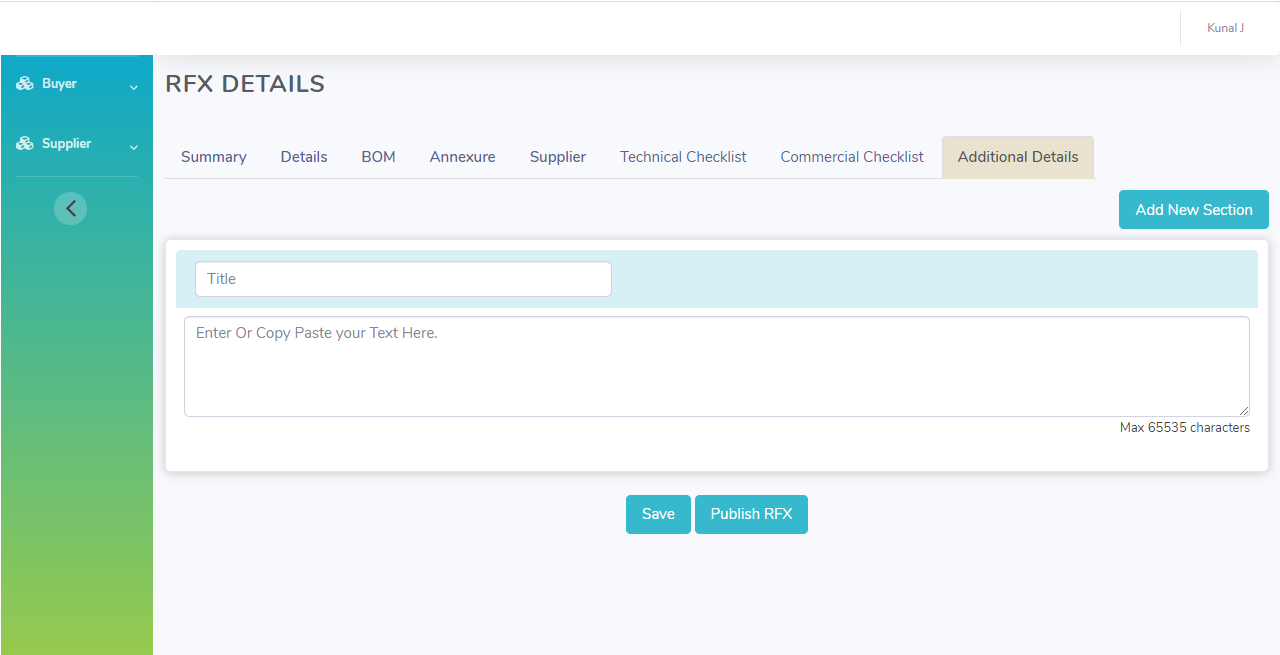 Kunal J
Buyer
Supplier
RFX DETAILS
Summary Details BOM Annexure Supplier Technical Checklist Commercial Checklist Additional Details
Add New Section
Title
Enter Or Copy Paste your Text Here.
Max 65535 characters
Save Publish RFX